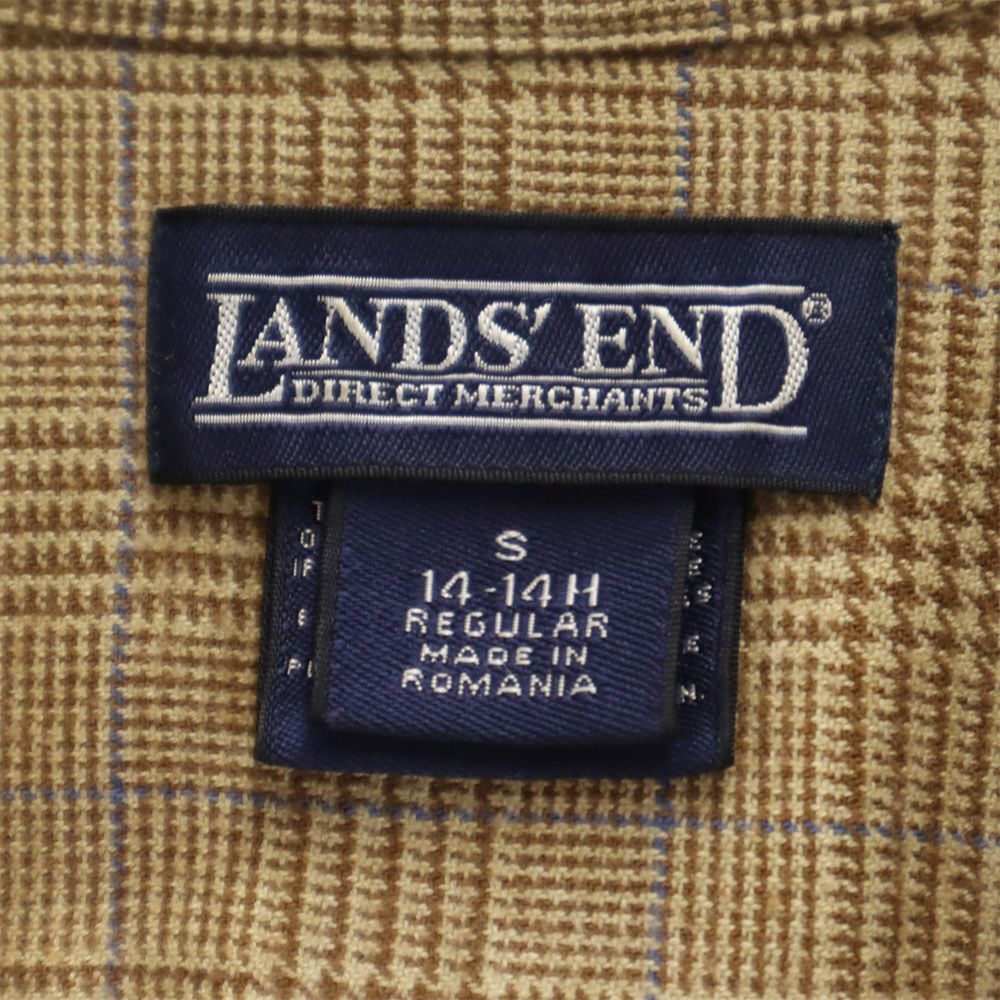 LANDS' END®
DIRECT MERCHANTS
S
14-14H
REGULAR
MADE IN
ROMANIA